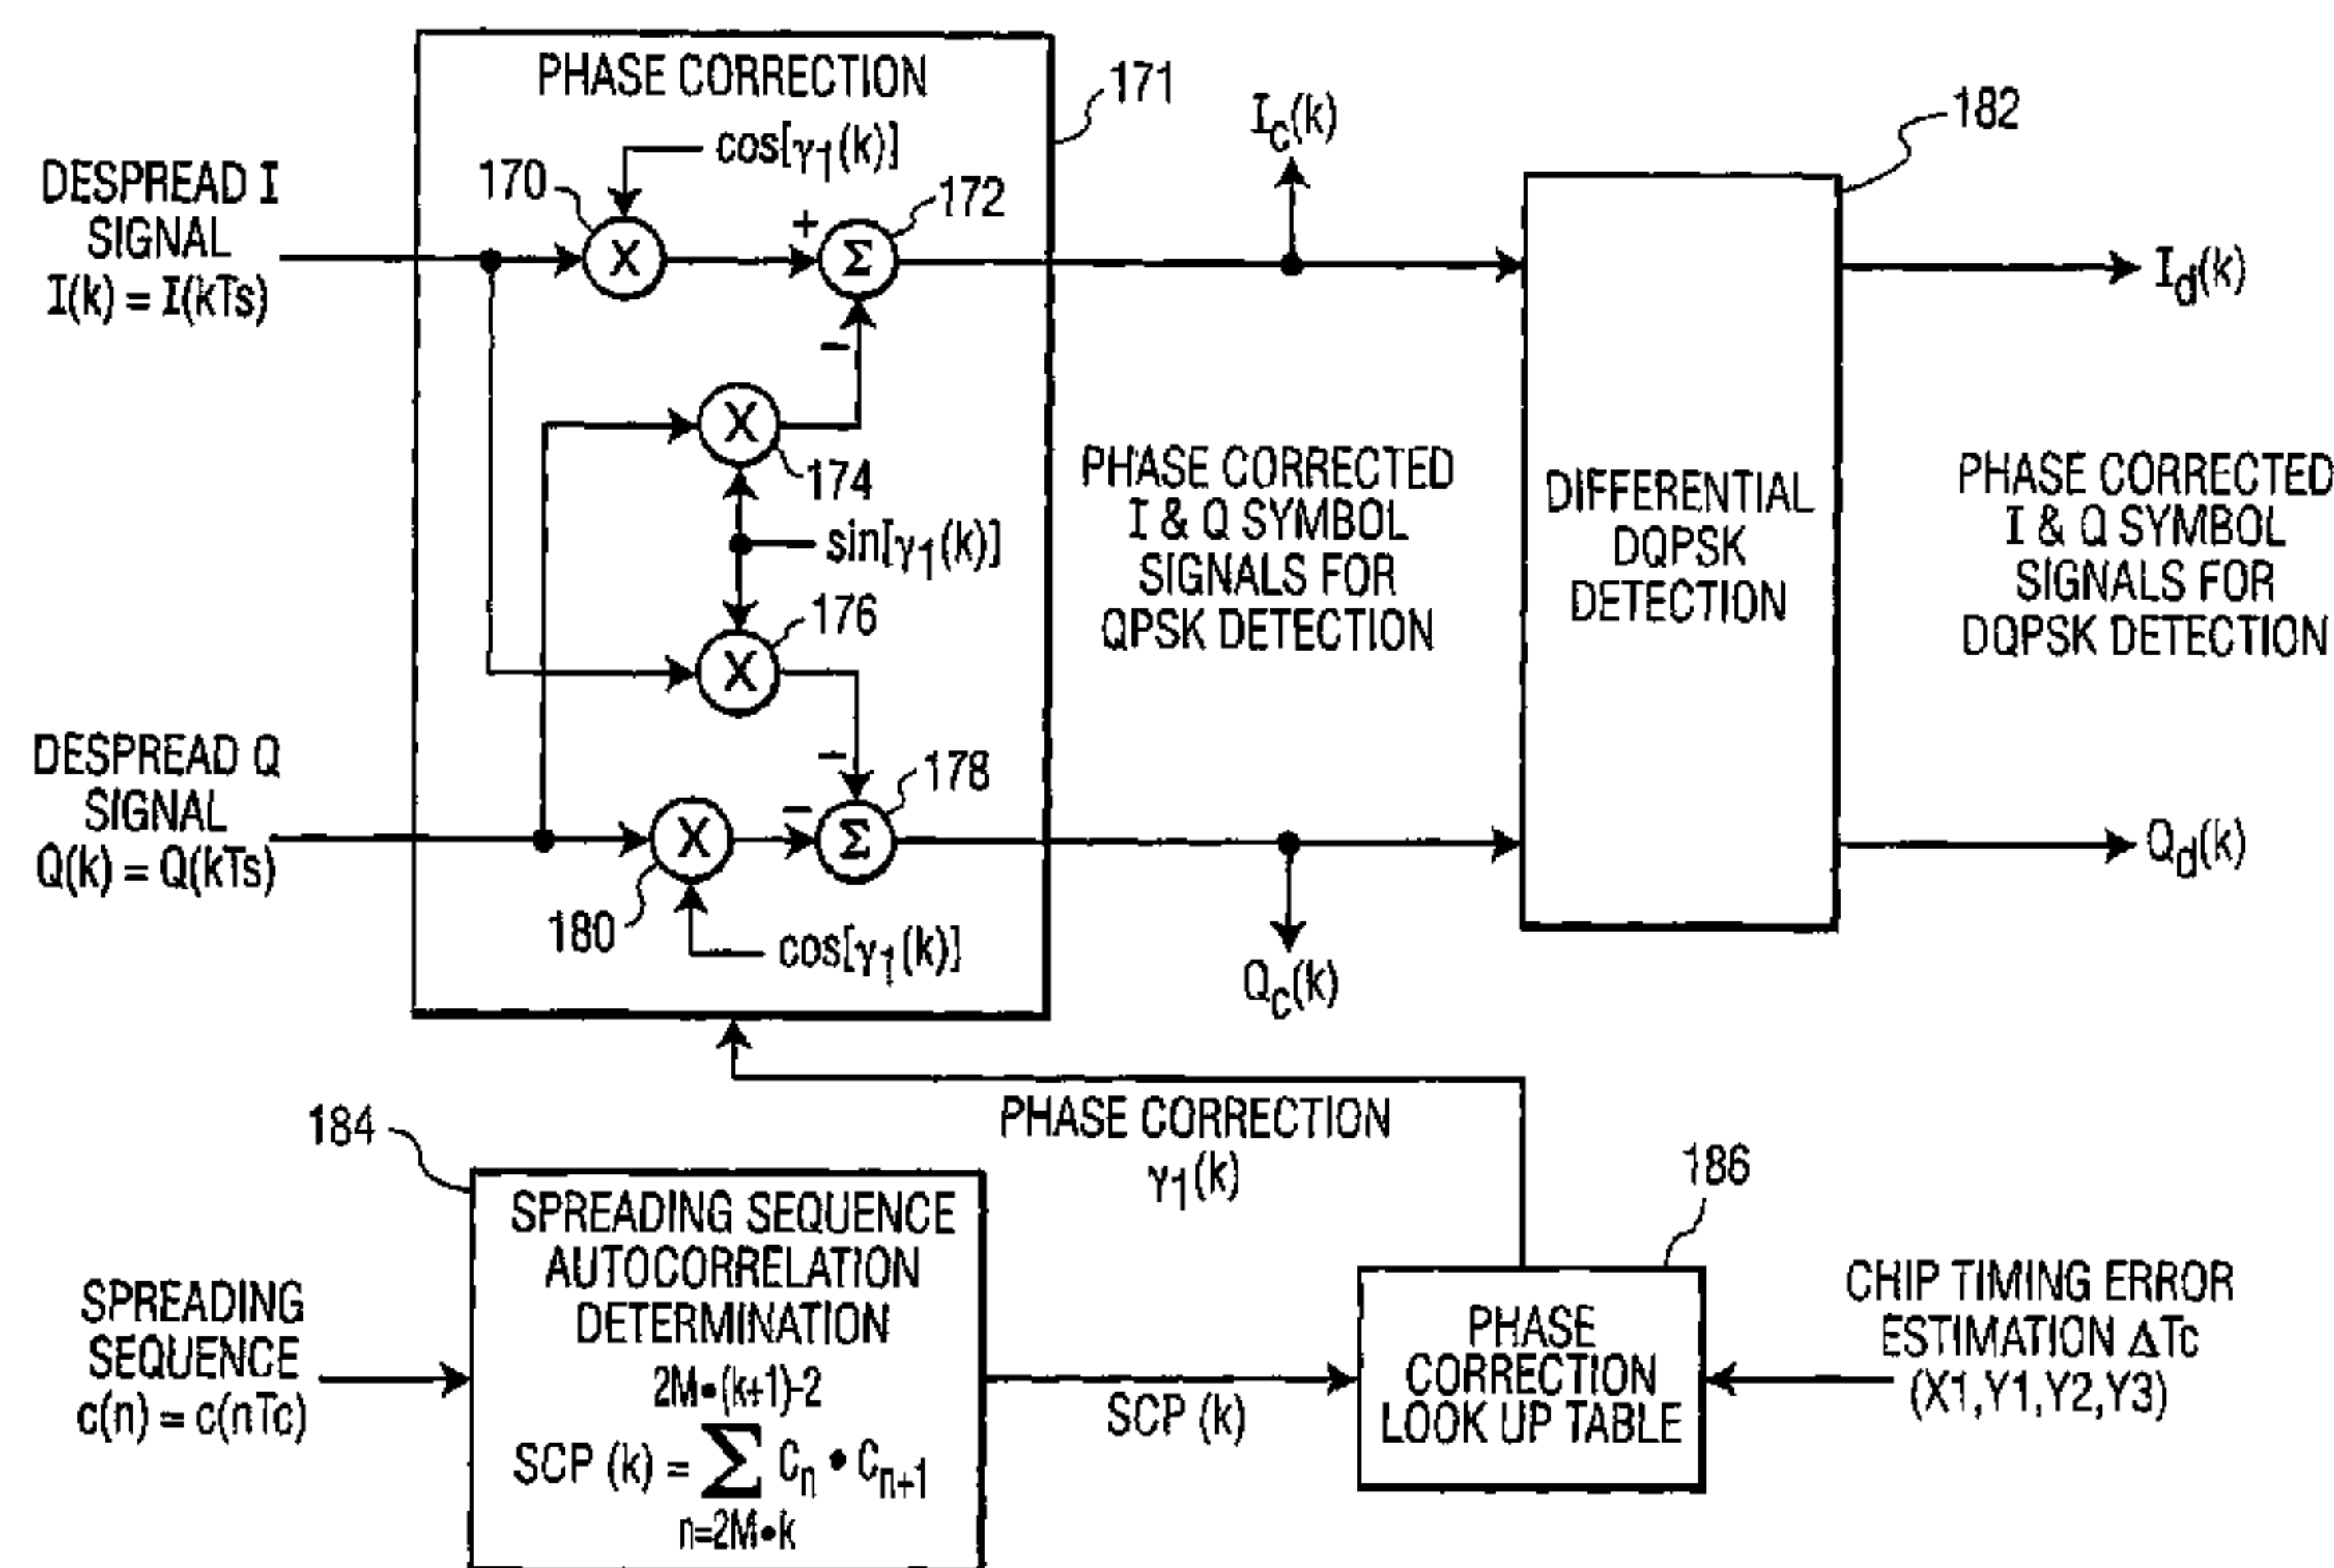 PHASE CORRECTION
171
cos[γ1(k)]
170
172
+
DESPREAD I
SIGNAL
I(k) = I(kTs)
X
Σ
−
X
174
sin[γ1(k)]
176
X
−
DESPREAD Q
SIGNAL
Q(k) = Q(kTs)
178
−
X
Σ
180
cos[γ1(k)]
Ic(k)
PHASE CORRECTED
I & Q SYMBOL
SIGNALS FOR
QPSK DETECTION
Qc(k)
182
DIFFERENTIAL
DQPSK
DETECTION
Id(k)
PHASE CORRECTED
I & Q SYMBOL
SIGNALS FOR
DQPSK DETECTION
Qd(k)
PHASE CORRECTION
γ1(k)
184
SPREADING
SEQUENCE
c(n) = c(nTc)
SPREADING SEQUENCE
AUTOCORRELATION
DETERMINATION
2M•(k+1)-2
SCP (k) = Σ Cn • Cn+1
n=2M•k
SCP (k)
186
PHASE
CORRECTION
LOOK UP TABLE
CHIP TIMING ERROR
ESTIMATION ΔTc
(X1,Y1,Y2,Y3)